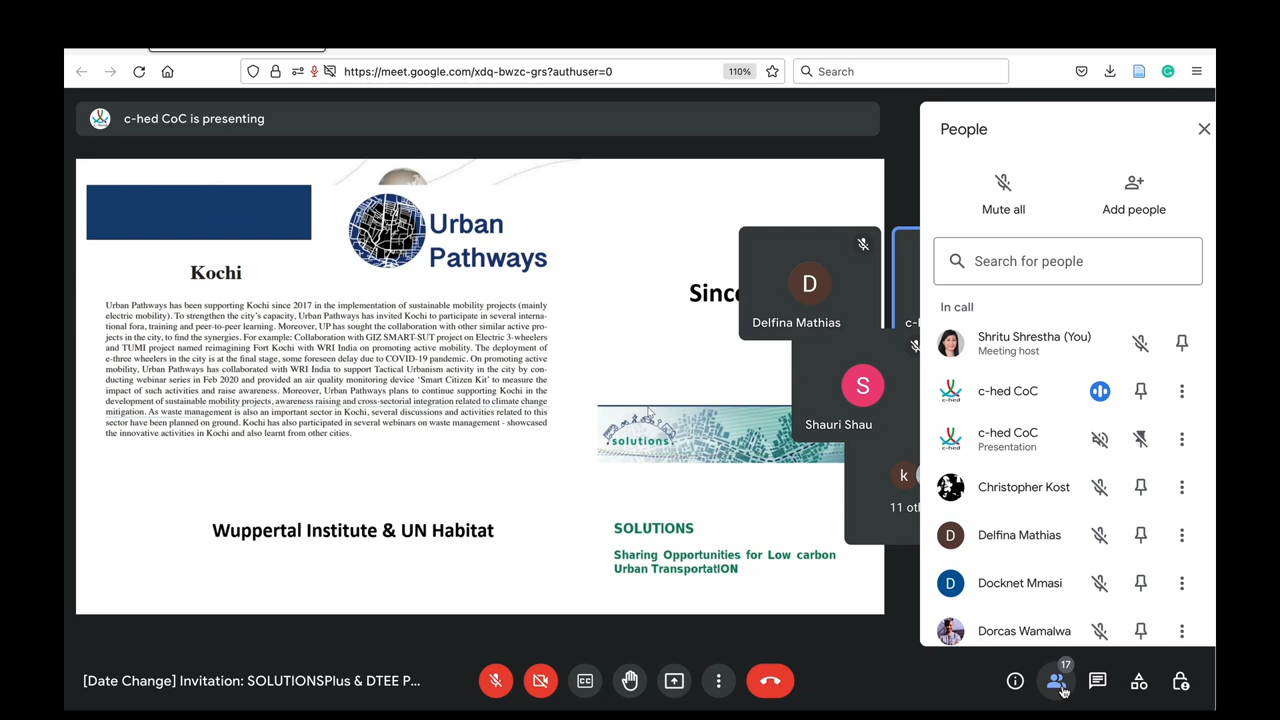 https://meet.google.com/xdq-bwzc-grs?authuser=0
110%
Search
c-hed CoC is presenting
Urban
Pathways
Kochi
Urban Pathways has been supporting Kochi since 2017 in the implementation of sustainable mobility projects (mainly
electric mobility). To strengthen the city's capacity, Urban Pathways has invited Kochi to participate in several interna-
tional fora, training and peer-to-peer learning. Moreover, UP has sought the collaboration with other similar active pro-
jects in the city, to find the synergies. For example: Collaboration with GIZ SMART-SUT project on Electric 3-wheelers
and TUMI project named reimagining Fort Kochi with WRI India on promoting active mobility. The deployment of
e-three wheelers in the city is at the final stage, some foreseen delay due to COVID-19 pandemic. On promoting active
mobility, Urban Pathways has collaborated with WRI India to support Tactical Urbanism activity in the city by con-
ducting webinar series in Feb 2020 and provided an air quality monitoring device 'Smart Citizen Kit' to measure the
impact of such activities and raise awareness. Moreover, Urban Pathways plans to continue supporting Kochi in the
development of sustainable mobility projects, awareness raising and cross-sectorial integration related to climate change
mitigation. As waste management is also an important sector in Kochi, several discussions and activities related to this
sector have been planned on ground. Kochi has also participated in several webinars on waste management - showcased
the innovative activities in Kochi and also learnt from other cities.
Wuppertal Institute & UN Habitat
Since
solutions
SOLUTIONS
Sharing Opportunities for Low carbon
Urban TransportatION
D
Delfina Mathias
c-
S
Shauri Shau
k
11 ot
People
Mute all
Add people
Search for people
In call
Shritu Shrestha (You)
Meeting host
c-hed
c-hed CoC
c-hed
c-hed CoC
Presentation
Christopher Kost
D
Delfina Mathias
D
Docknet Mmasi
Dorcas Wamalwa
17
[Date Change] Invitation: SOLUTIONSPlus & DTEE P...
CC